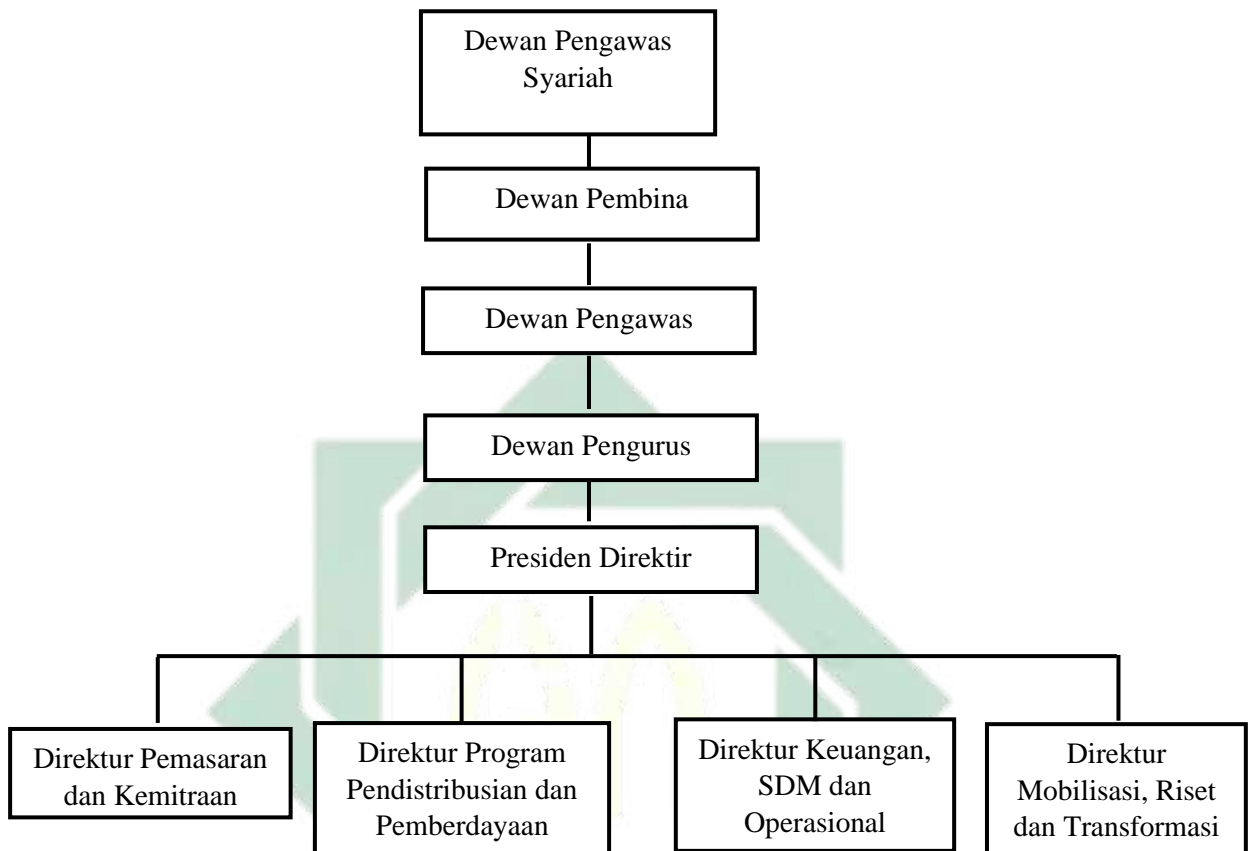 Dewan Pengawas
Syariah
Dewan Pembina
Dewan Pengawas
Dewan Pengurus
Presiden Direktir
Direktur Pemasaran
dan Kemitraan
Direktur Program
Pendistribusian dan
Pemberdayaan
Direktur Keuangan,
SDM dan
Operasional
Direktur
Mobilisasi, Riset
dan Transformasi